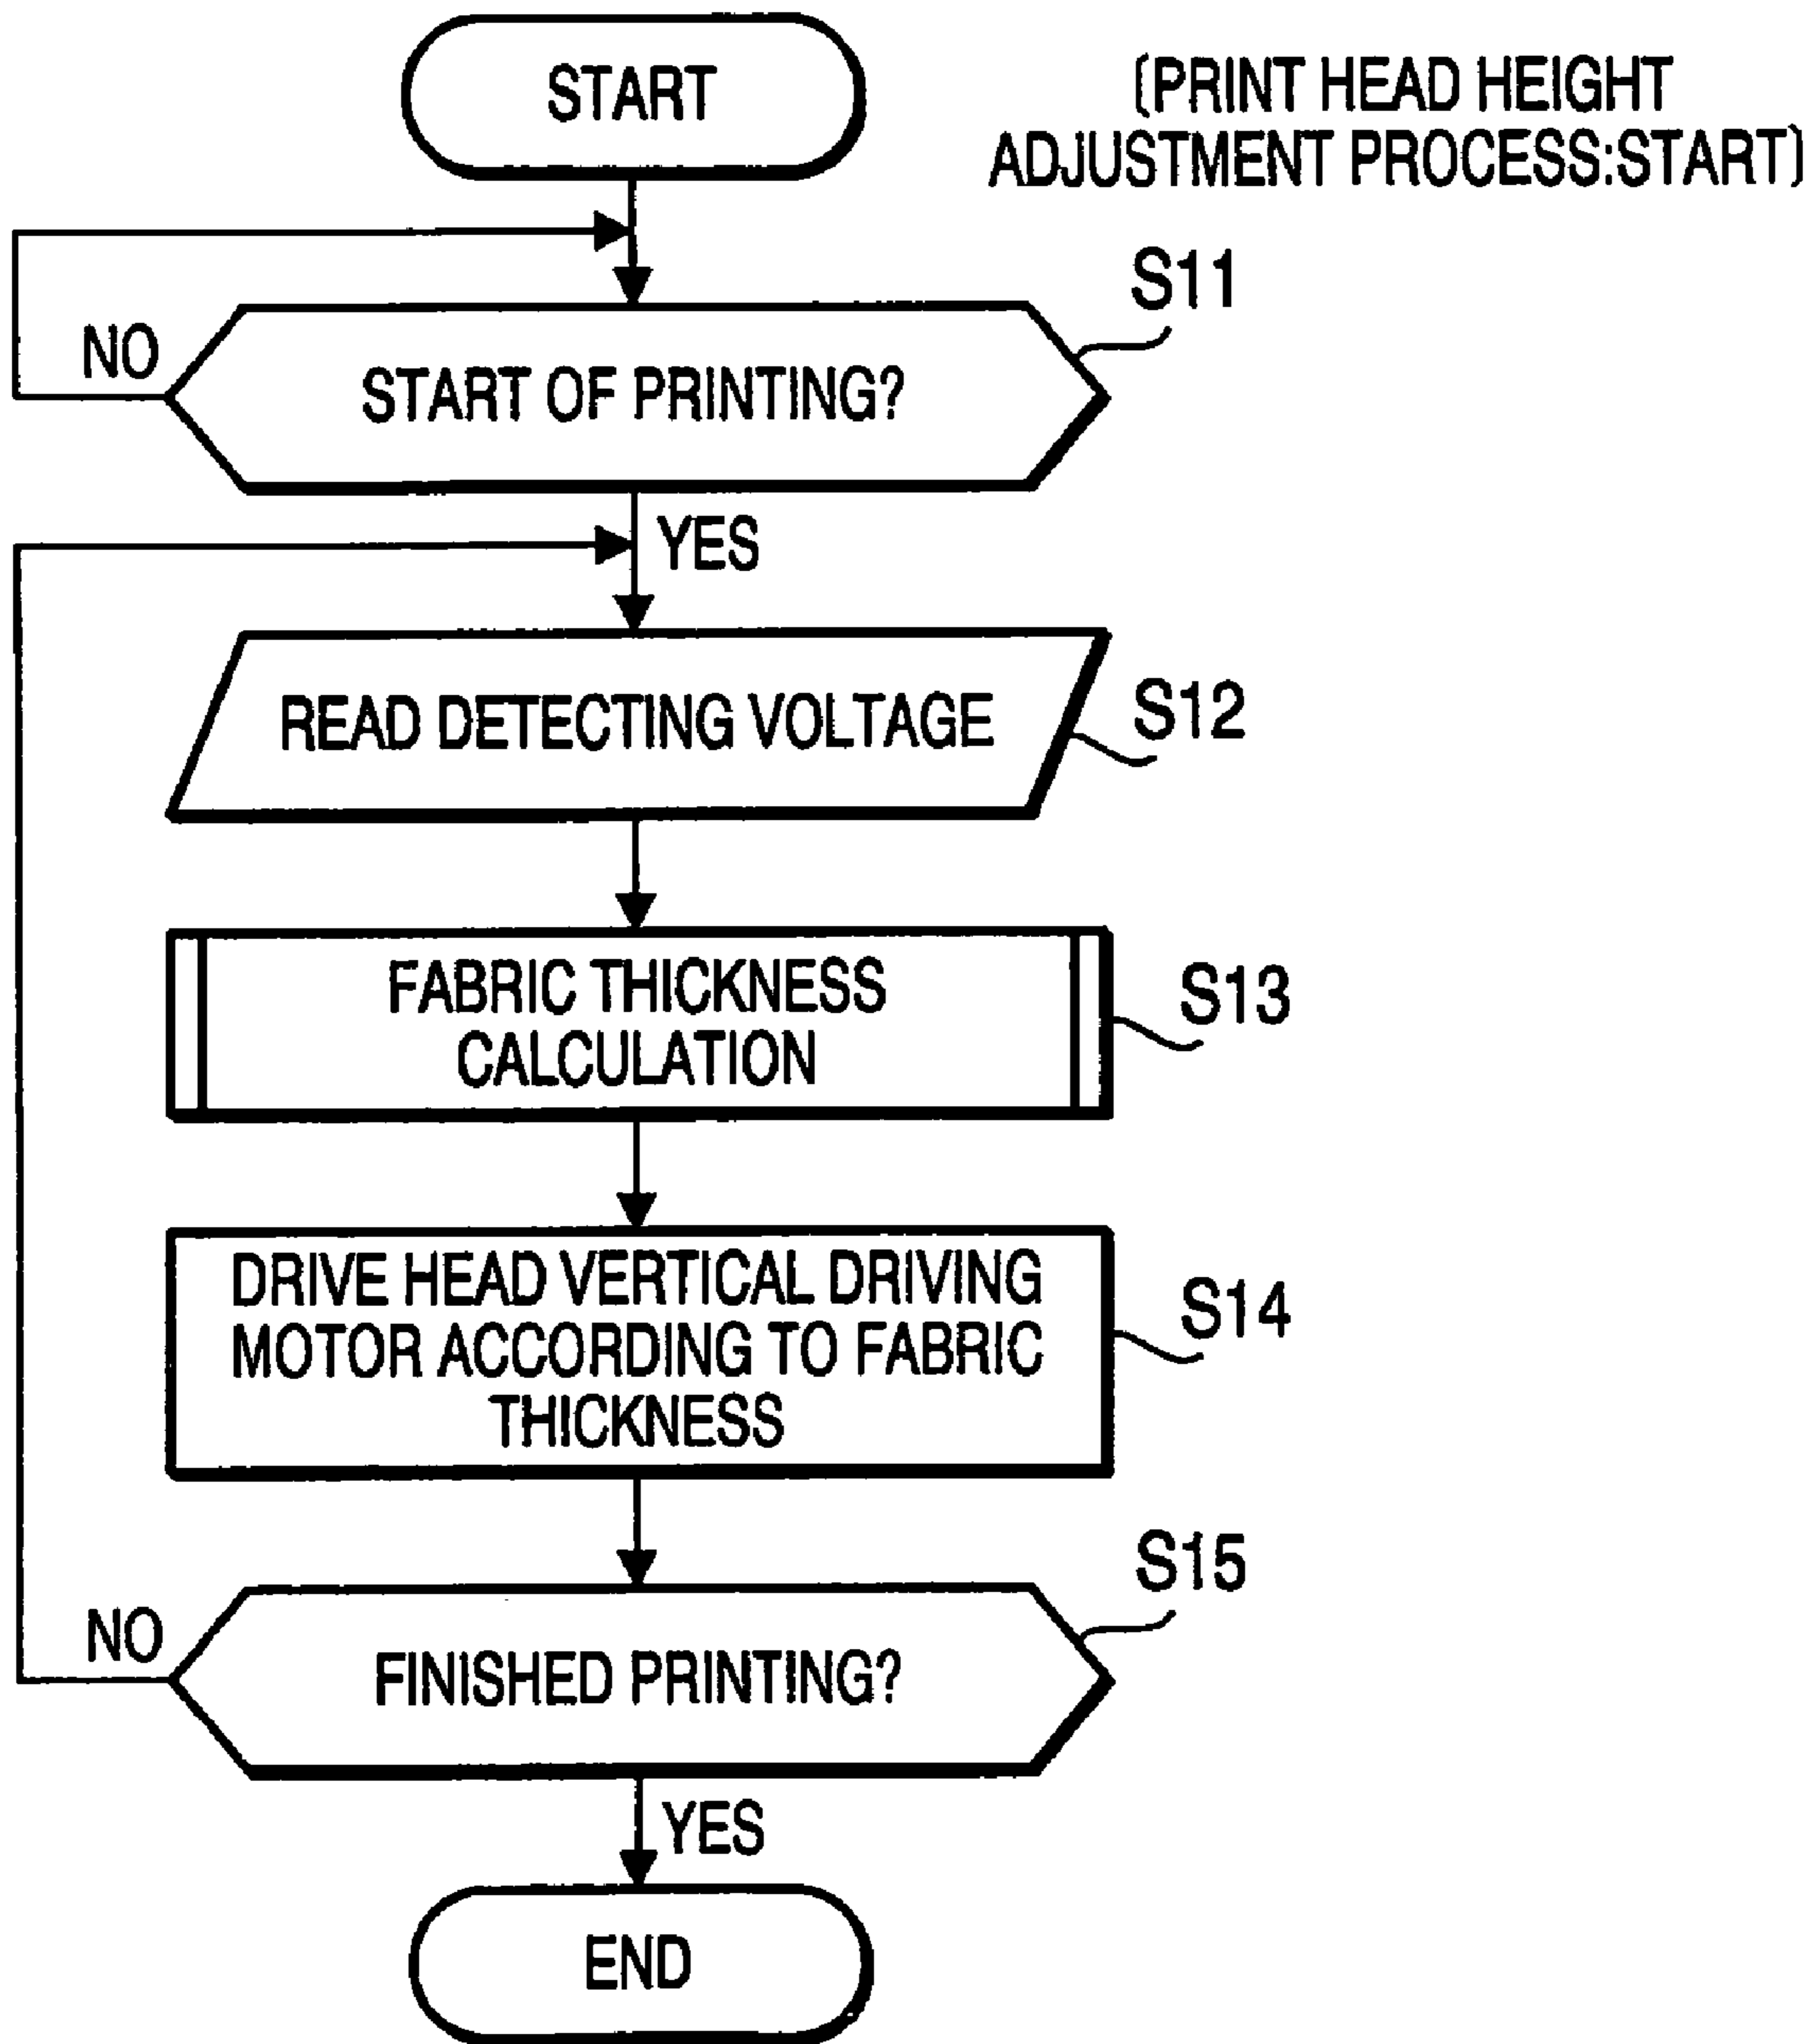 START
(PRINT HEAD HEIGHT
ADJUSTMENT PROCESS:START)
S11
NO
START OF PRINTING?
YES
READ DETECTING VOLTAGE
S12
FABRIC THICKNESS
CALCULATION
S13
DRIVE HEAD VERTICAL DRIVING
MOTOR ACCORDING TO FABRIC
THICKNESS
S14
S15
NO
FINISHED PRINTING?
YES
END